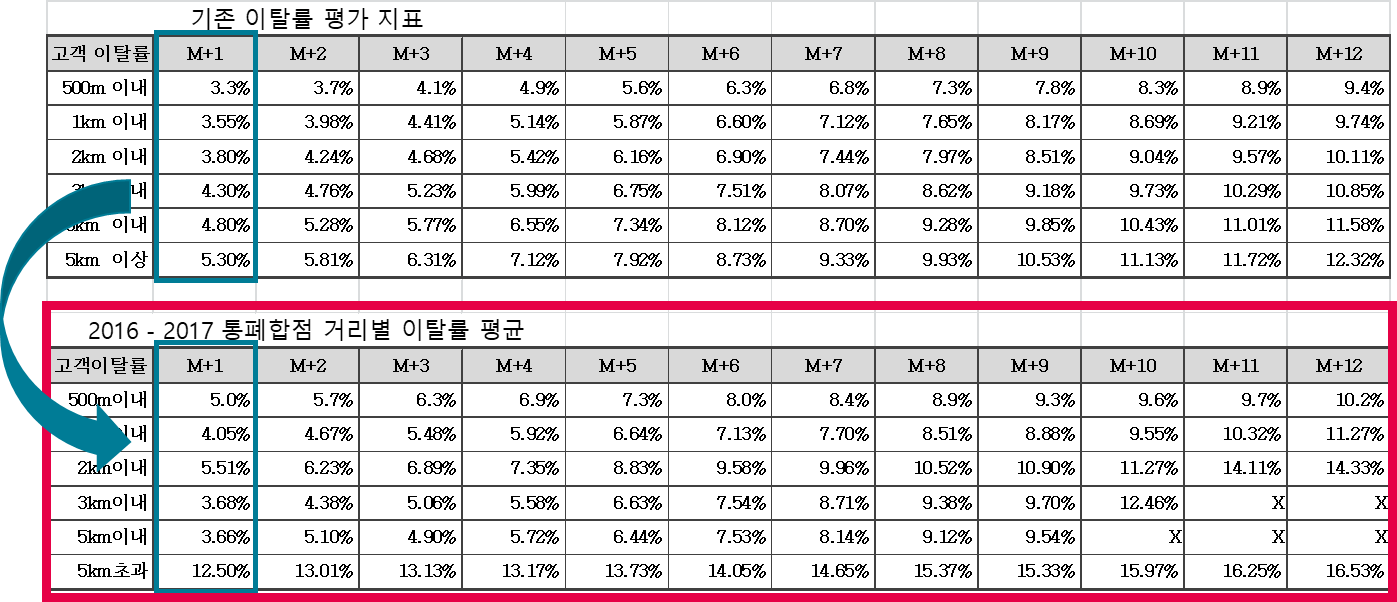 기존 이탈률 평가 지표
고객 이탈률 M+1 M+2 M+3 M+4 M+5 M+6 M+7 M+8 M+9 M+10 M+11 M+12
500m 이내 3.3% 3.7% 4.1% 4.9% 5.6% 6.3% 6.8% 7.3% 7.8% 8.3% 8.9% 9.4%
1km 이내 3.55% 3.98% 4.41% 5.14% 5.87% 6.60% 7.12% 7.65% 8.17% 8.69% 9.21% 9.74%
2km 이내 3.80% 4.24% 4.68% 5.42% 6.16% 6.90% 7.44% 7.97% 8.51% 9.04% 9.57% 10.11%
이내 4.30% 4.76% 5.23% 5.99% 6.75% 7.51% 8.07% 8.62% 9.18% 9.73% 10.29% 10.85%
이내 4.80% 5.28% 5.77% 6.55% 7.34% 8.12% 8.70% 9.28% 9.85% 10.43% 11.01% 11.58%
5km 이상 5.30% 5.81% 6.31% 7.12% 7.92% 8.73% 9.33% 9.93% 10.53% 11.13% 11.72% 12.32%
2016 - 2017 통폐합점 거리별 이탈률 평균
고객이탈률 M+1 M+2 M+3 M+4 M+5 M+6 M+7 M+8 M+9 M+10 M+11 M+12
500m이내 5.0% 5.7% 6.3% 6.9% 7.3% 8.0% 8.4% 8.9% 9.3% 9.6% 9.7% 10.2%
이내 4.05% 4.67% 5.48% 5.92% 6.64% 7.13% 7.70% 8.51% 8.88% 9.55% 10.32% 11.27%
2km이내 5.51% 6.23% 6.89% 7.35% 8.83% 9.58% 9.96% 10.52% 10.90% 11.27% 14.11% 14.33%
3km이내 3.68% 4.38% 5.06% 5.58% 6.63% 7.54% 8.71% 9.38% 9.70% 12.46% X X
5km이내 3.66% 5.10% 4.90% 5.72% 6.44% 7.53% 8.14% 9.12% 9.54% X X X
5km초과 12.50% 13.01% 13.13% 13.17% 13.73% 14.05% 14.65% 15.37% 15.33% 15.97% 16.25% 16.53%